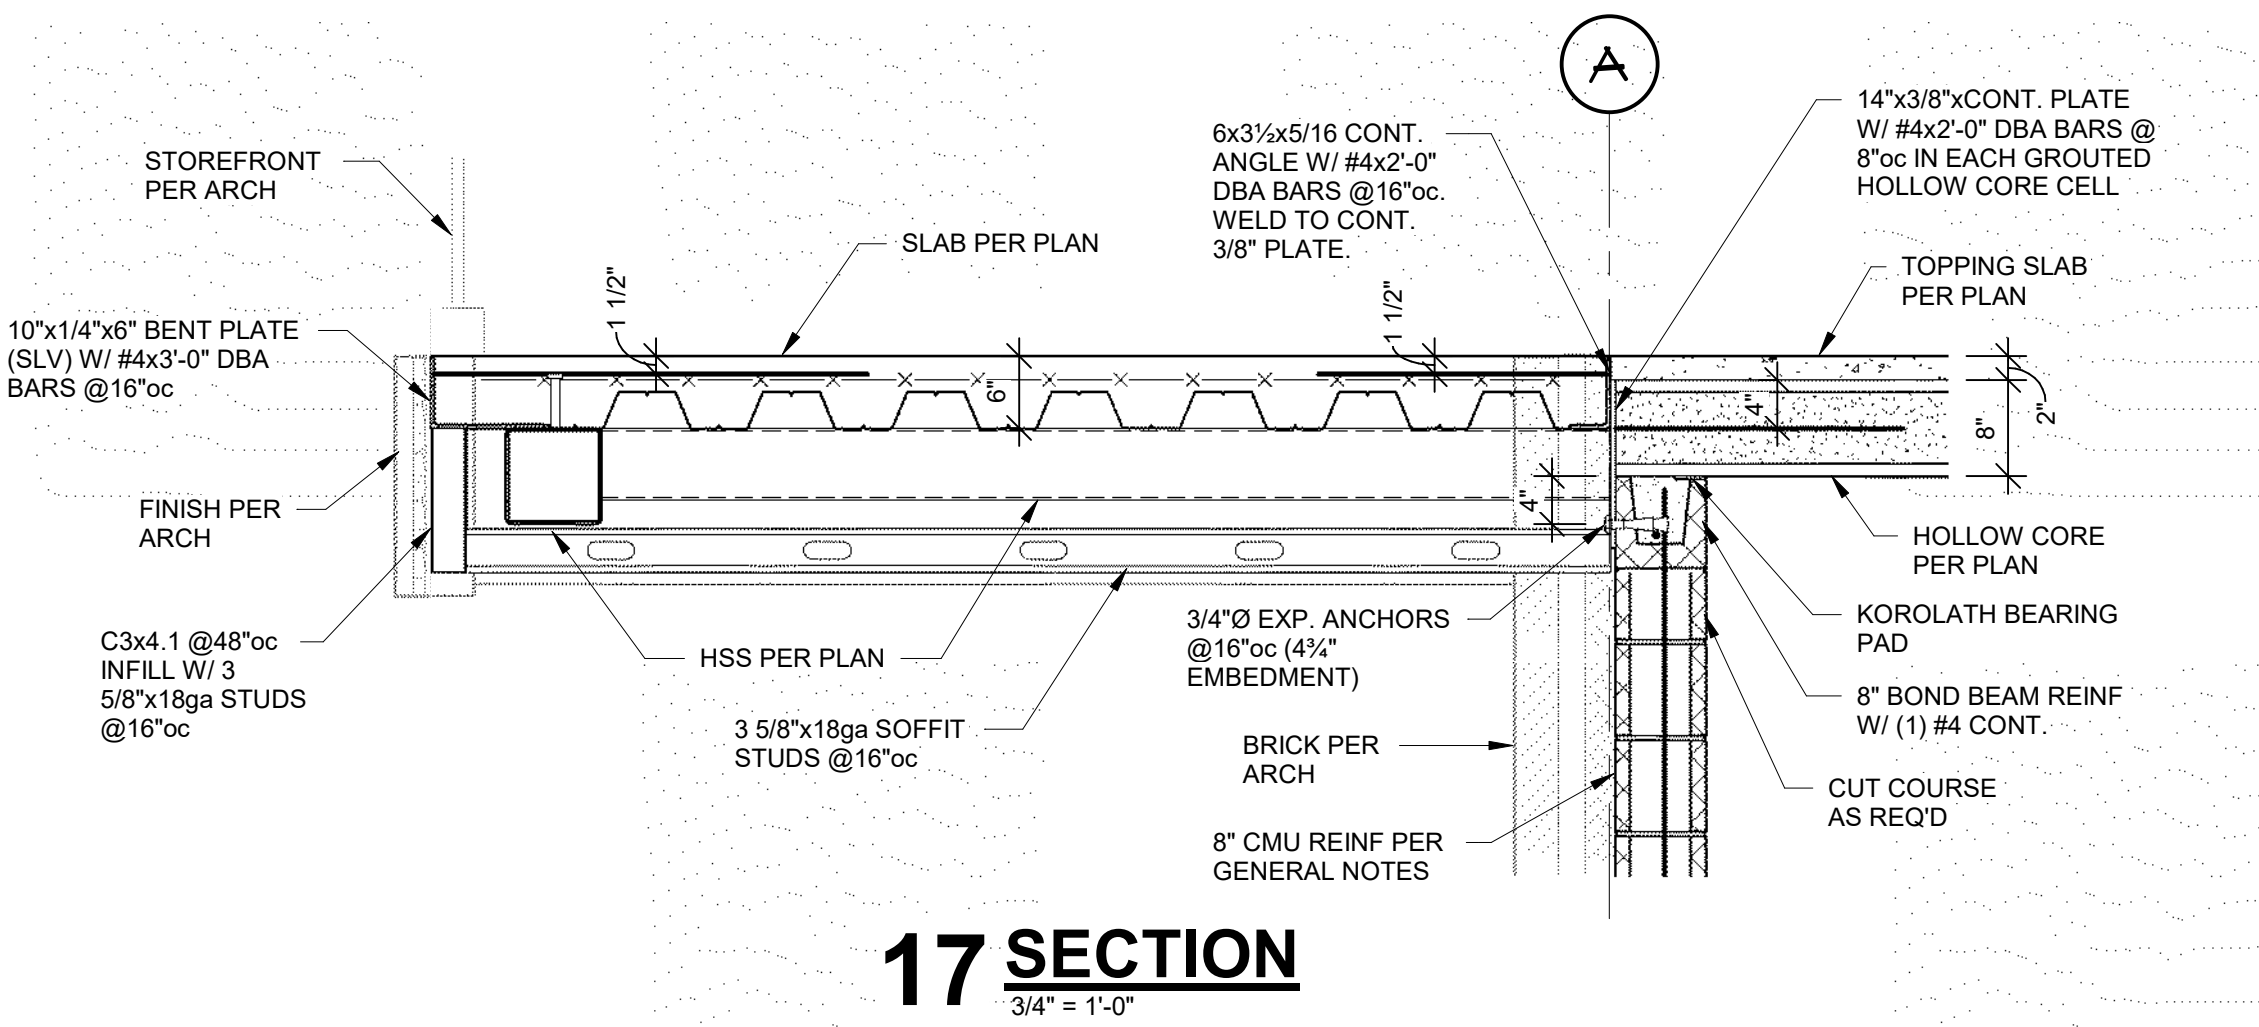 A
14"x3/8"xCONT. PLATE
W/ #4x2'-0" DBA BARS @
8"oc IN EACH GROUTED
HOLLOW CORE CELL
6x3½x5/16 CONT.
ANGLE W/ #4x2'-0"
DBA BARS @16"oc.
WELD TO CONT.
3/8" PLATE.
STOREFRONT
PER ARCH
SLAB PER PLAN
TOPPING SLAB
PER PLAN
1 1/2"
1 1/2"
10"x1/4"x6" BENT PLATE
(SLV) W/ #4x3'-0" DBA
BARS @16"oc
6"
4"
8"
2"
4"
FINISH PER
ARCH
HOLLOW CORE
PER PLAN
C3x4.1 @48"oc
INFILL W/ 3
5/8"x18ga STUDS
@16"oc
HSS PER PLAN
3/4"Ø EXP. ANCHORS
@16"oc (4¾"
EMBEDMENT)
KOROLATH BEARING
PAD
8" BOND BEAM REINF
W/ (1) #4 CONT.
3 5/8"x18ga SOFFIT
STUDS @16"oc
BRICK PER
ARCH
CUT COURSE
AS REQ'D
8" CMU REINF PER
GENERAL NOTES
17 SECTION
3/4" = 1'-0"